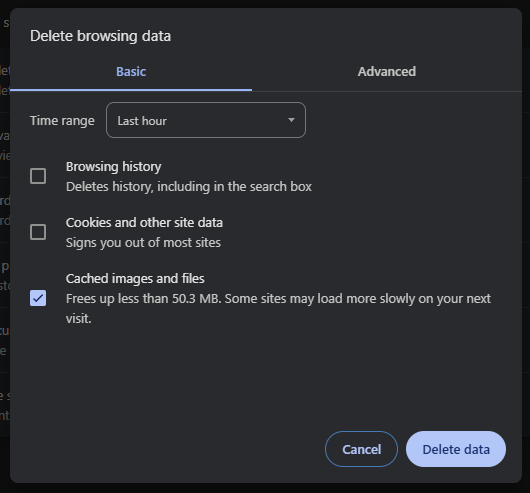 Delete browsing data
Basic
Advanced
Time range
Last hour
Browsing history
Deletes history, including in the search box
Cookies and other site data
Signs you out of most sites
Cached images and files
Frees up less than 50.3 MB. Some sites may load more slowly on your next
visit.
Cancel
Delete data